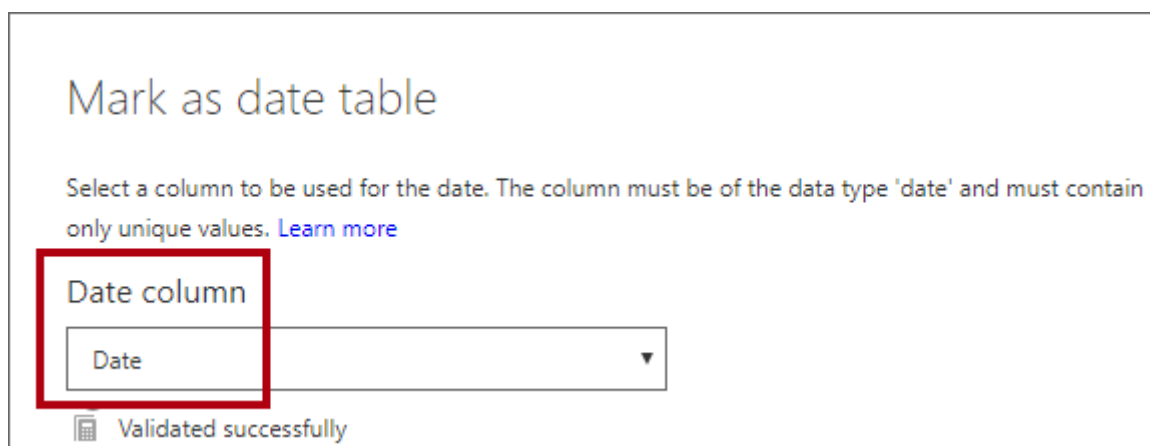 Mark as date table
Select a column to be used for the date. The column must be of the data type 'date' and must contain
only unique values. Learn more
Date column
Date
Validated successfully